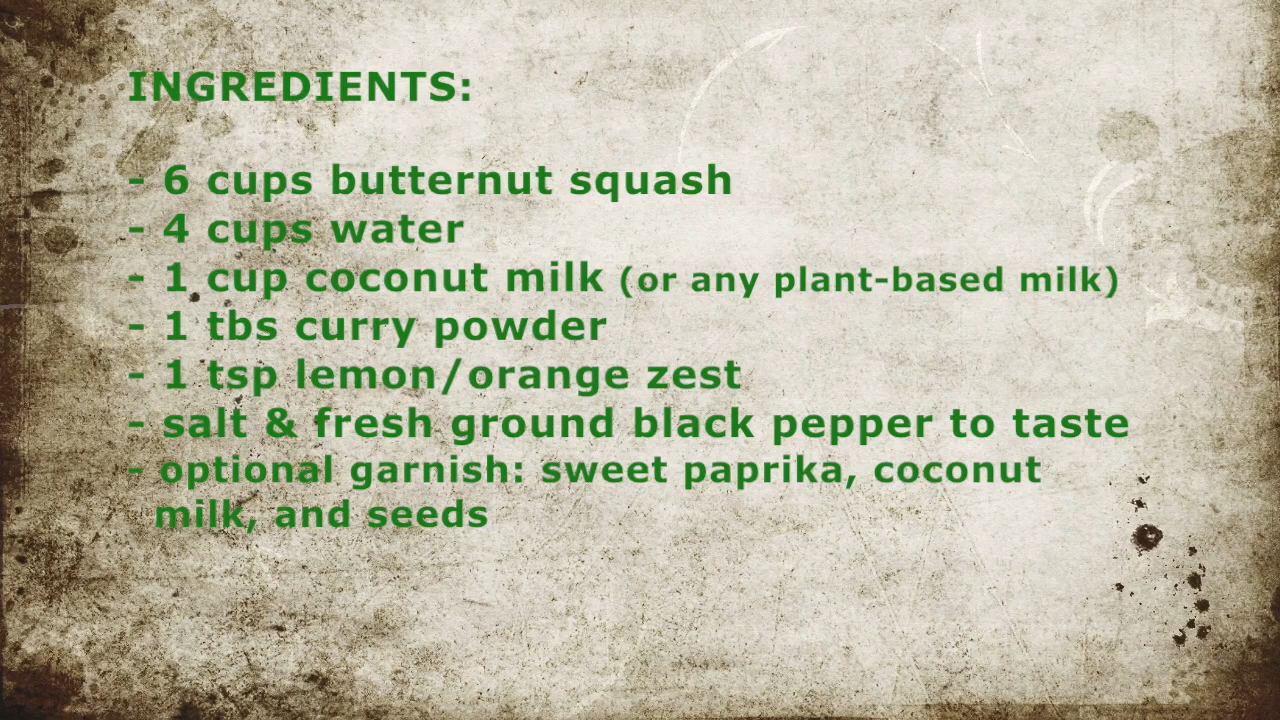 INGREDIENTS:
- 6 cups butternut squash
- 4 cups water
- 1 cup coconut milk (or any plant-based milk)
- 1 tbs curry powder
- 1 tsp lemon/orange zest
- salt & fresh ground black pepper to taste
- optional garnish: sweet paprika, coconut
milk, and seeds